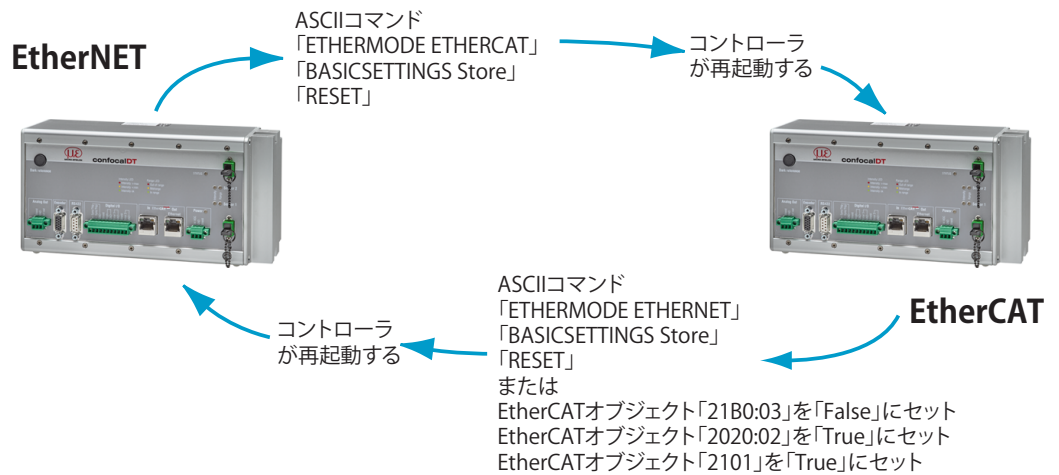 EtherNET
ASCIIコマンド
「ETHERMODE ETHERCAT」
「BASICSETTINGS Store」
「RESET」
コントローラ
が再起動する
confocalDT
confocalDT
EtherCAT
ASCIIコマンド
「ETHERMODE ETHERNET」
「BASICSETTINGS Store」
「RESET」
または
EtherCATオブジェクト「21B0:03」を「False」にセット
EtherCATオブジェクト「2020:02」を「True」にセット
EtherCATオブジェクト「2101」を「True」にセット
コントローラ
が再起動する